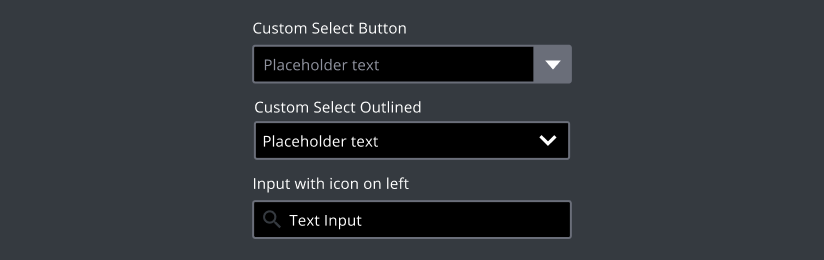 Custom Select Button
Placeholder text
Custom Select Outlined
Placeholder text
Input with icon on left
Text Input